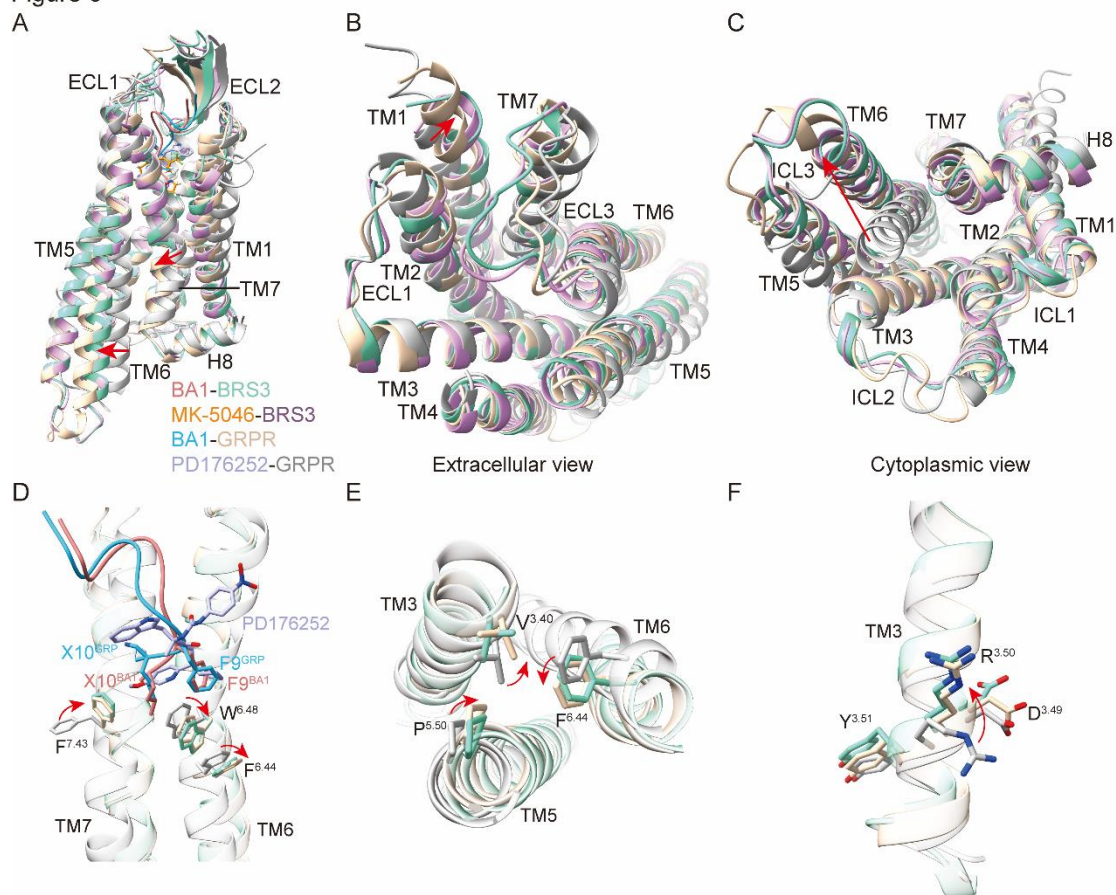 A
B
C
ECL1
ECL2
TM5
TM1
TM7
H8
TM6
BA1-BRS3
MK-5046-BRS3
BA1-GRPR
PD176252-GRPR
TM1
TM7
ECL3
TM6
TM2
ECL1
TM3
TM4
TM5
Extracellular view
TM6
TM7
H8
ICL3
TM2
TM1
TM5
TM3
ICL1
TM4
ICL2
Cytoplasmic view
D
E
F
PD176252
X10GRP
F9GRP
X10BA1
F9BA1
W6.48
F7.43
F6.44
TM7
TM6
TM3
V3.40
TM6
P5.50
F6.44
TM5
TM3
R3.50
Y3.51
D3.49